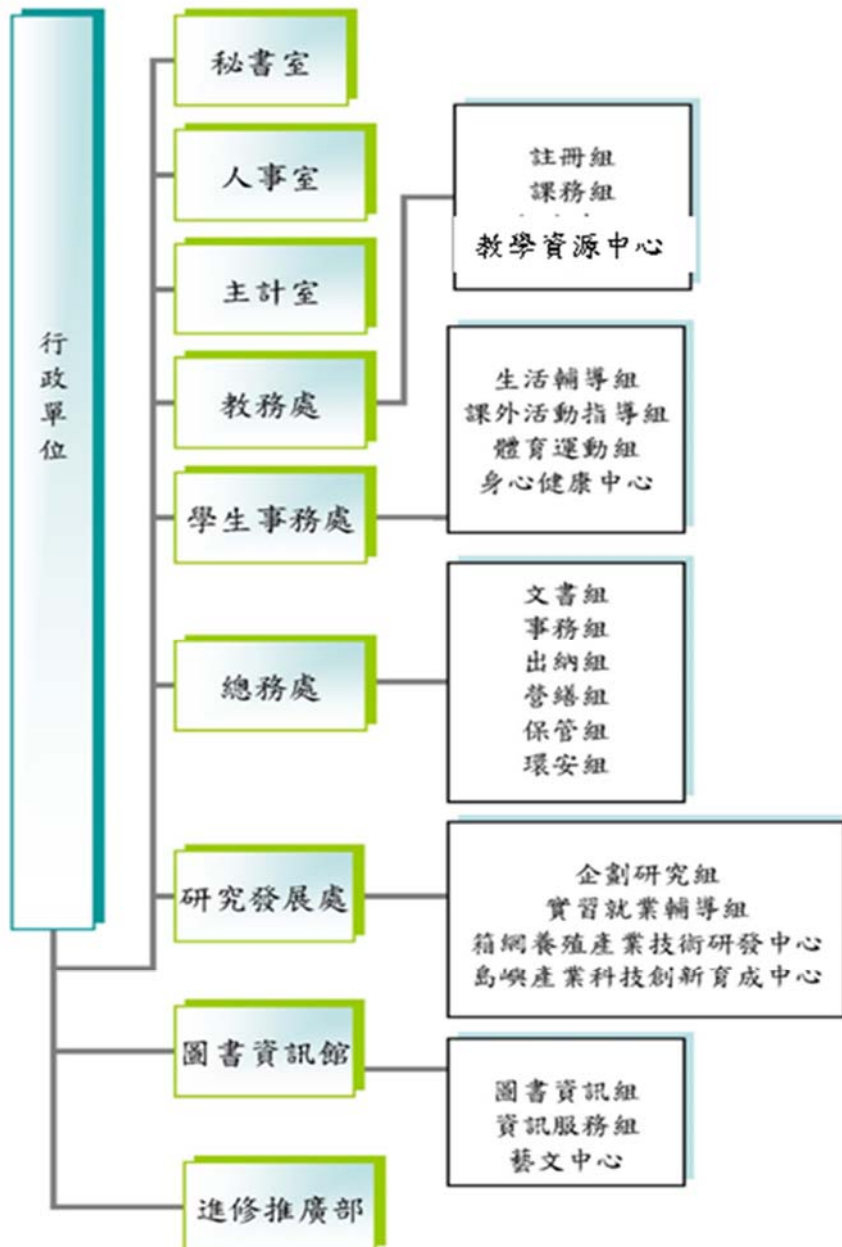 行政單位
秘書室
人事室
主計室
教務處
註冊組
課務組
教學資源中心
學生事務處
生活輔導組
課外活動指導組
體育運動組
身心健康中心
總務處
文書組
事務組
出納組
營繕組
保管組
環安組
研究發展處
企劃研究組
實習就業輔導組
箱網養殖產業技術研發中心
島嶼產業科技創新育成中心
圖書資訊館
圖書資訊組
資訊服務組
藝文中心
進修推廣部